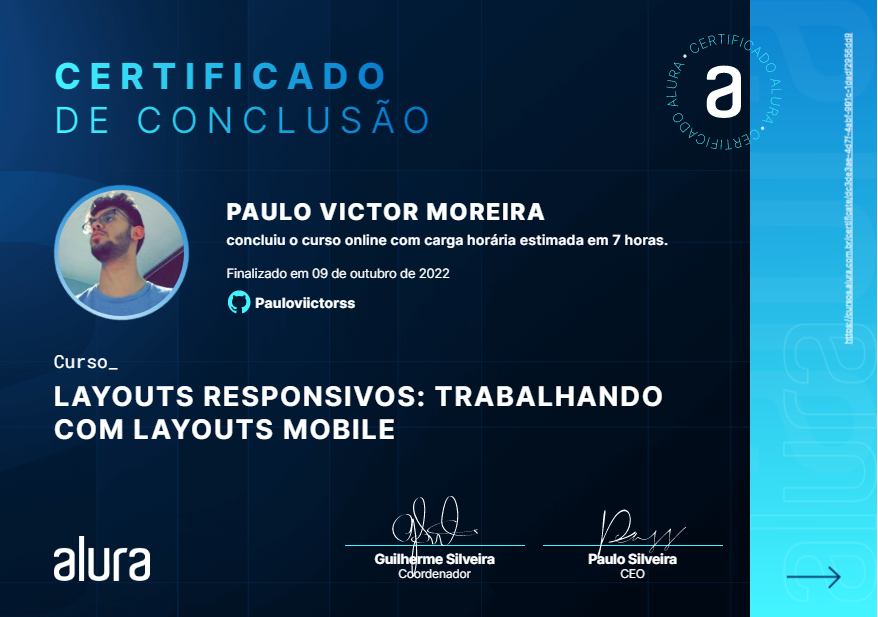 CERTIFICADO
DE CONCLUSÃO
CERTIFICADO ALURA • CERTIFICADO ALURA •
a
PAULO VICTOR MOREIRA
concluiu o curso online com carga horária estimada em 7 horas.
Finalizado em 09 de outubro de 2022
Pauloviictorss
Curso_
LAYOUTS RESPONSIVOS: TRABALHANDO
COM LAYOUTS MOBILE
alura
Guilherme Silveira
Coordenador
Paulo Silveira
CEO
alura